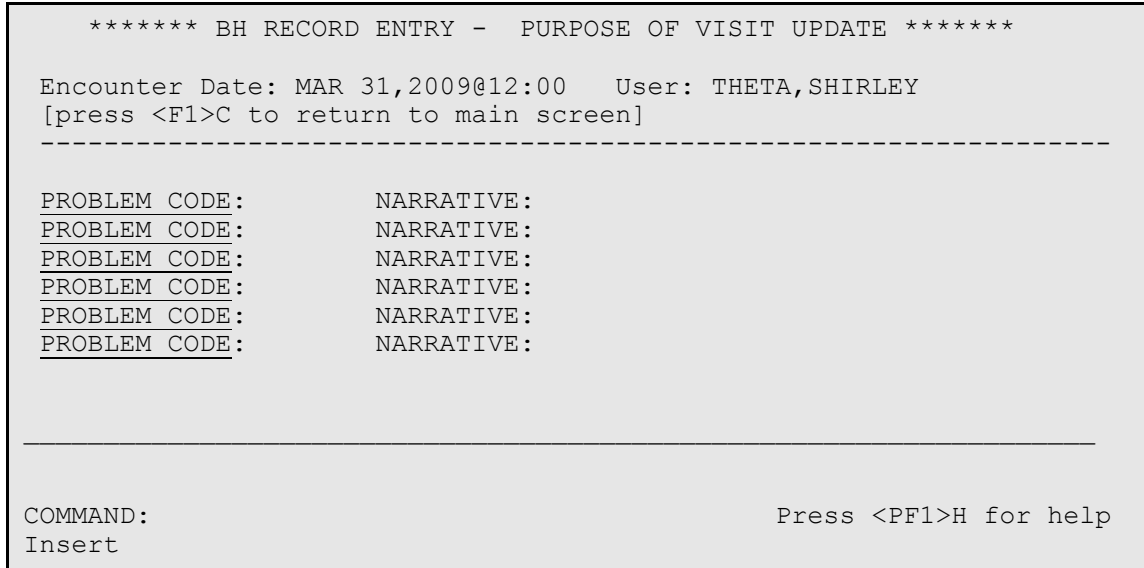 ******* BH RECORD ENTRY -  PURPOSE OF VISIT UPDATE *******
Encounter Date: MAR 31,2009@12:00   User: THETA,SHIRLEY
[press <F1>C to return to main screen]
-------------------------------------------------------------------
PROBLEM CODE:        NARRATIVE:
PROBLEM CODE:        NARRATIVE:
PROBLEM CODE:        NARRATIVE:
PROBLEM CODE:        NARRATIVE:
PROBLEM CODE:        NARRATIVE:
PROBLEM CODE:        NARRATIVE:
COMMAND:                                       Press <PF1>H for help
Insert